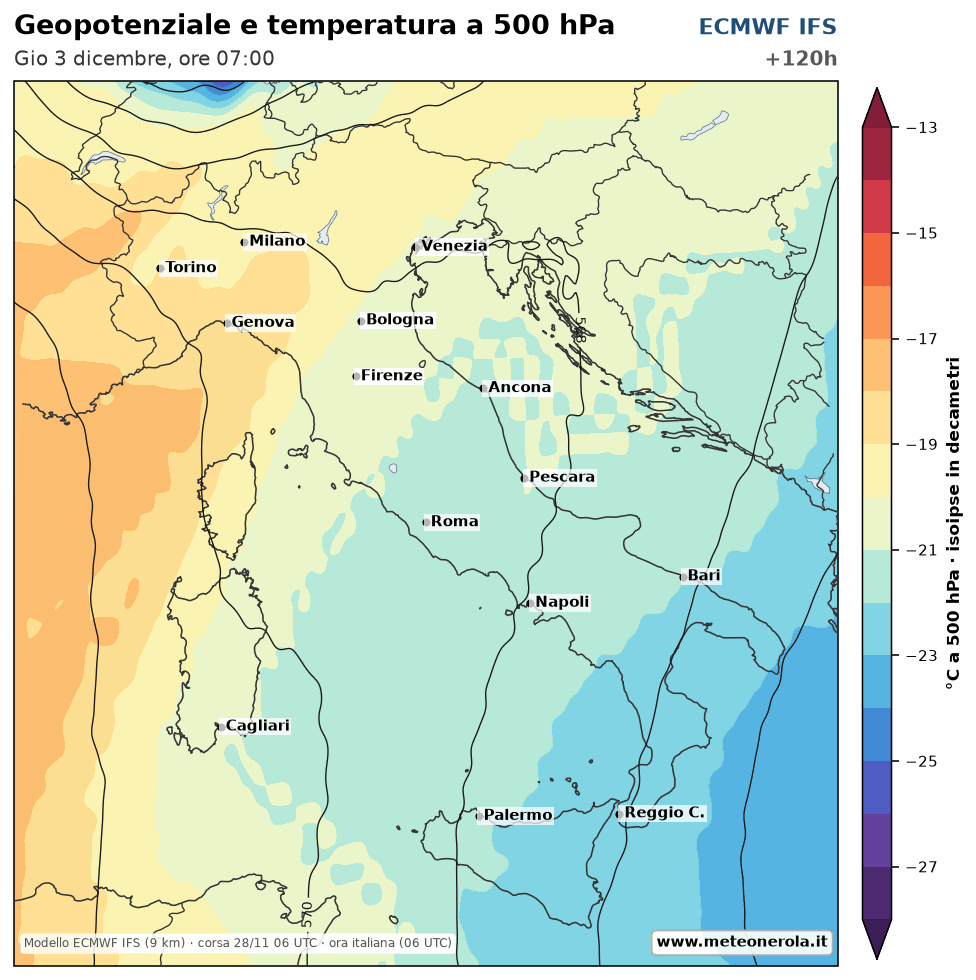 Geopotenziale e temperatura a 500 hPa
ECMWF IFS
Gio 3 dicembre, ore 07:00
+120h
Milano
Venezia
Torino
Genova
Bologna
Firenze
Ancona
Pescara
Roma
Bari
Napoli
Cagliari
Palermo
Reggio C.
−13
−15
−17
−19
−21
−23
−25
−27
°C a 500 hPa · isoipse in decametri
Modello ECMWF IFS (9 km) · corsa 28/11 06 UTC · ora italiana (06 UTC)
www.meteonerola.it